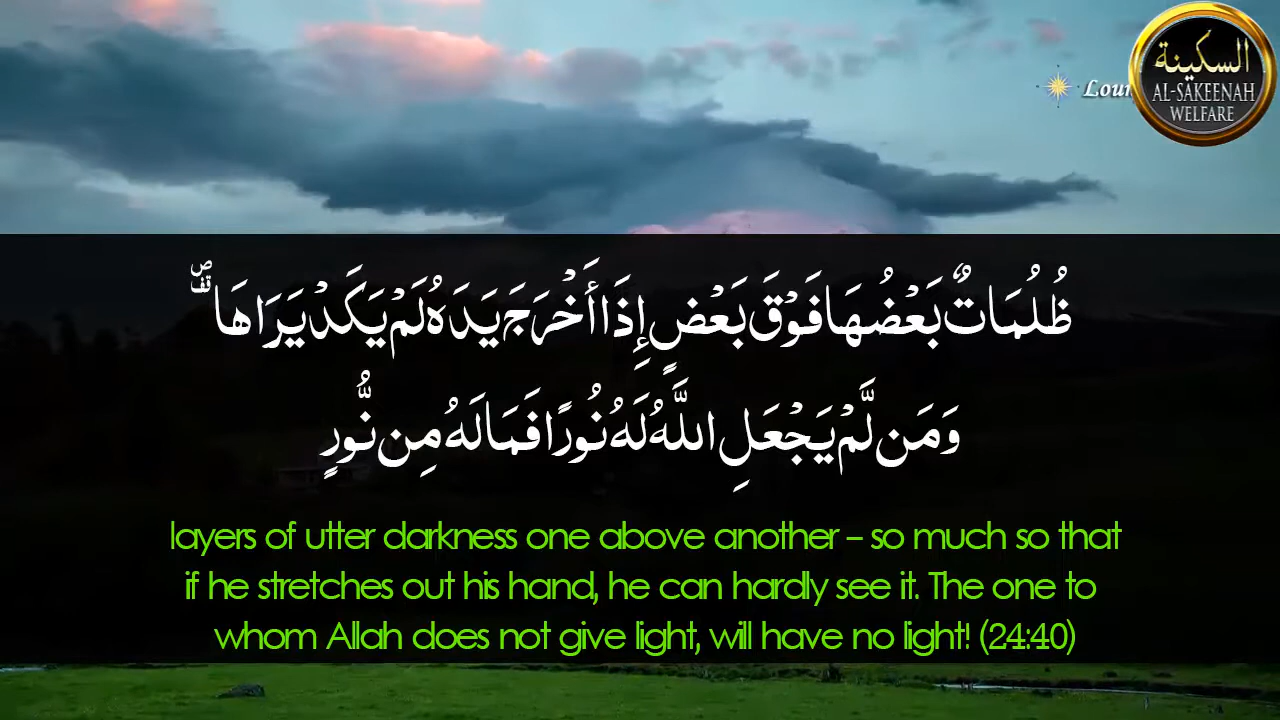 السكينة
AL-SAKEENAH
WELFARE
ظُلُمَاتٌ بَعْضُهَا فَوْقَ بَعْضٍ إِذَا أَخْرَجَ يَدَهُ لَمْ يَكَدْ يَرَاهَا ۗ
وَمَن لَّمْ يَجْعَلِ اللَّهُ لَهُ نُورًا فَمَا لَهُ مِن نُّورٍ
layers of utter darkness one above another – so much so that
if he stretches out his hand, he can hardly see it. The one to
whom Allah does not give light, will have no light! (24:40)